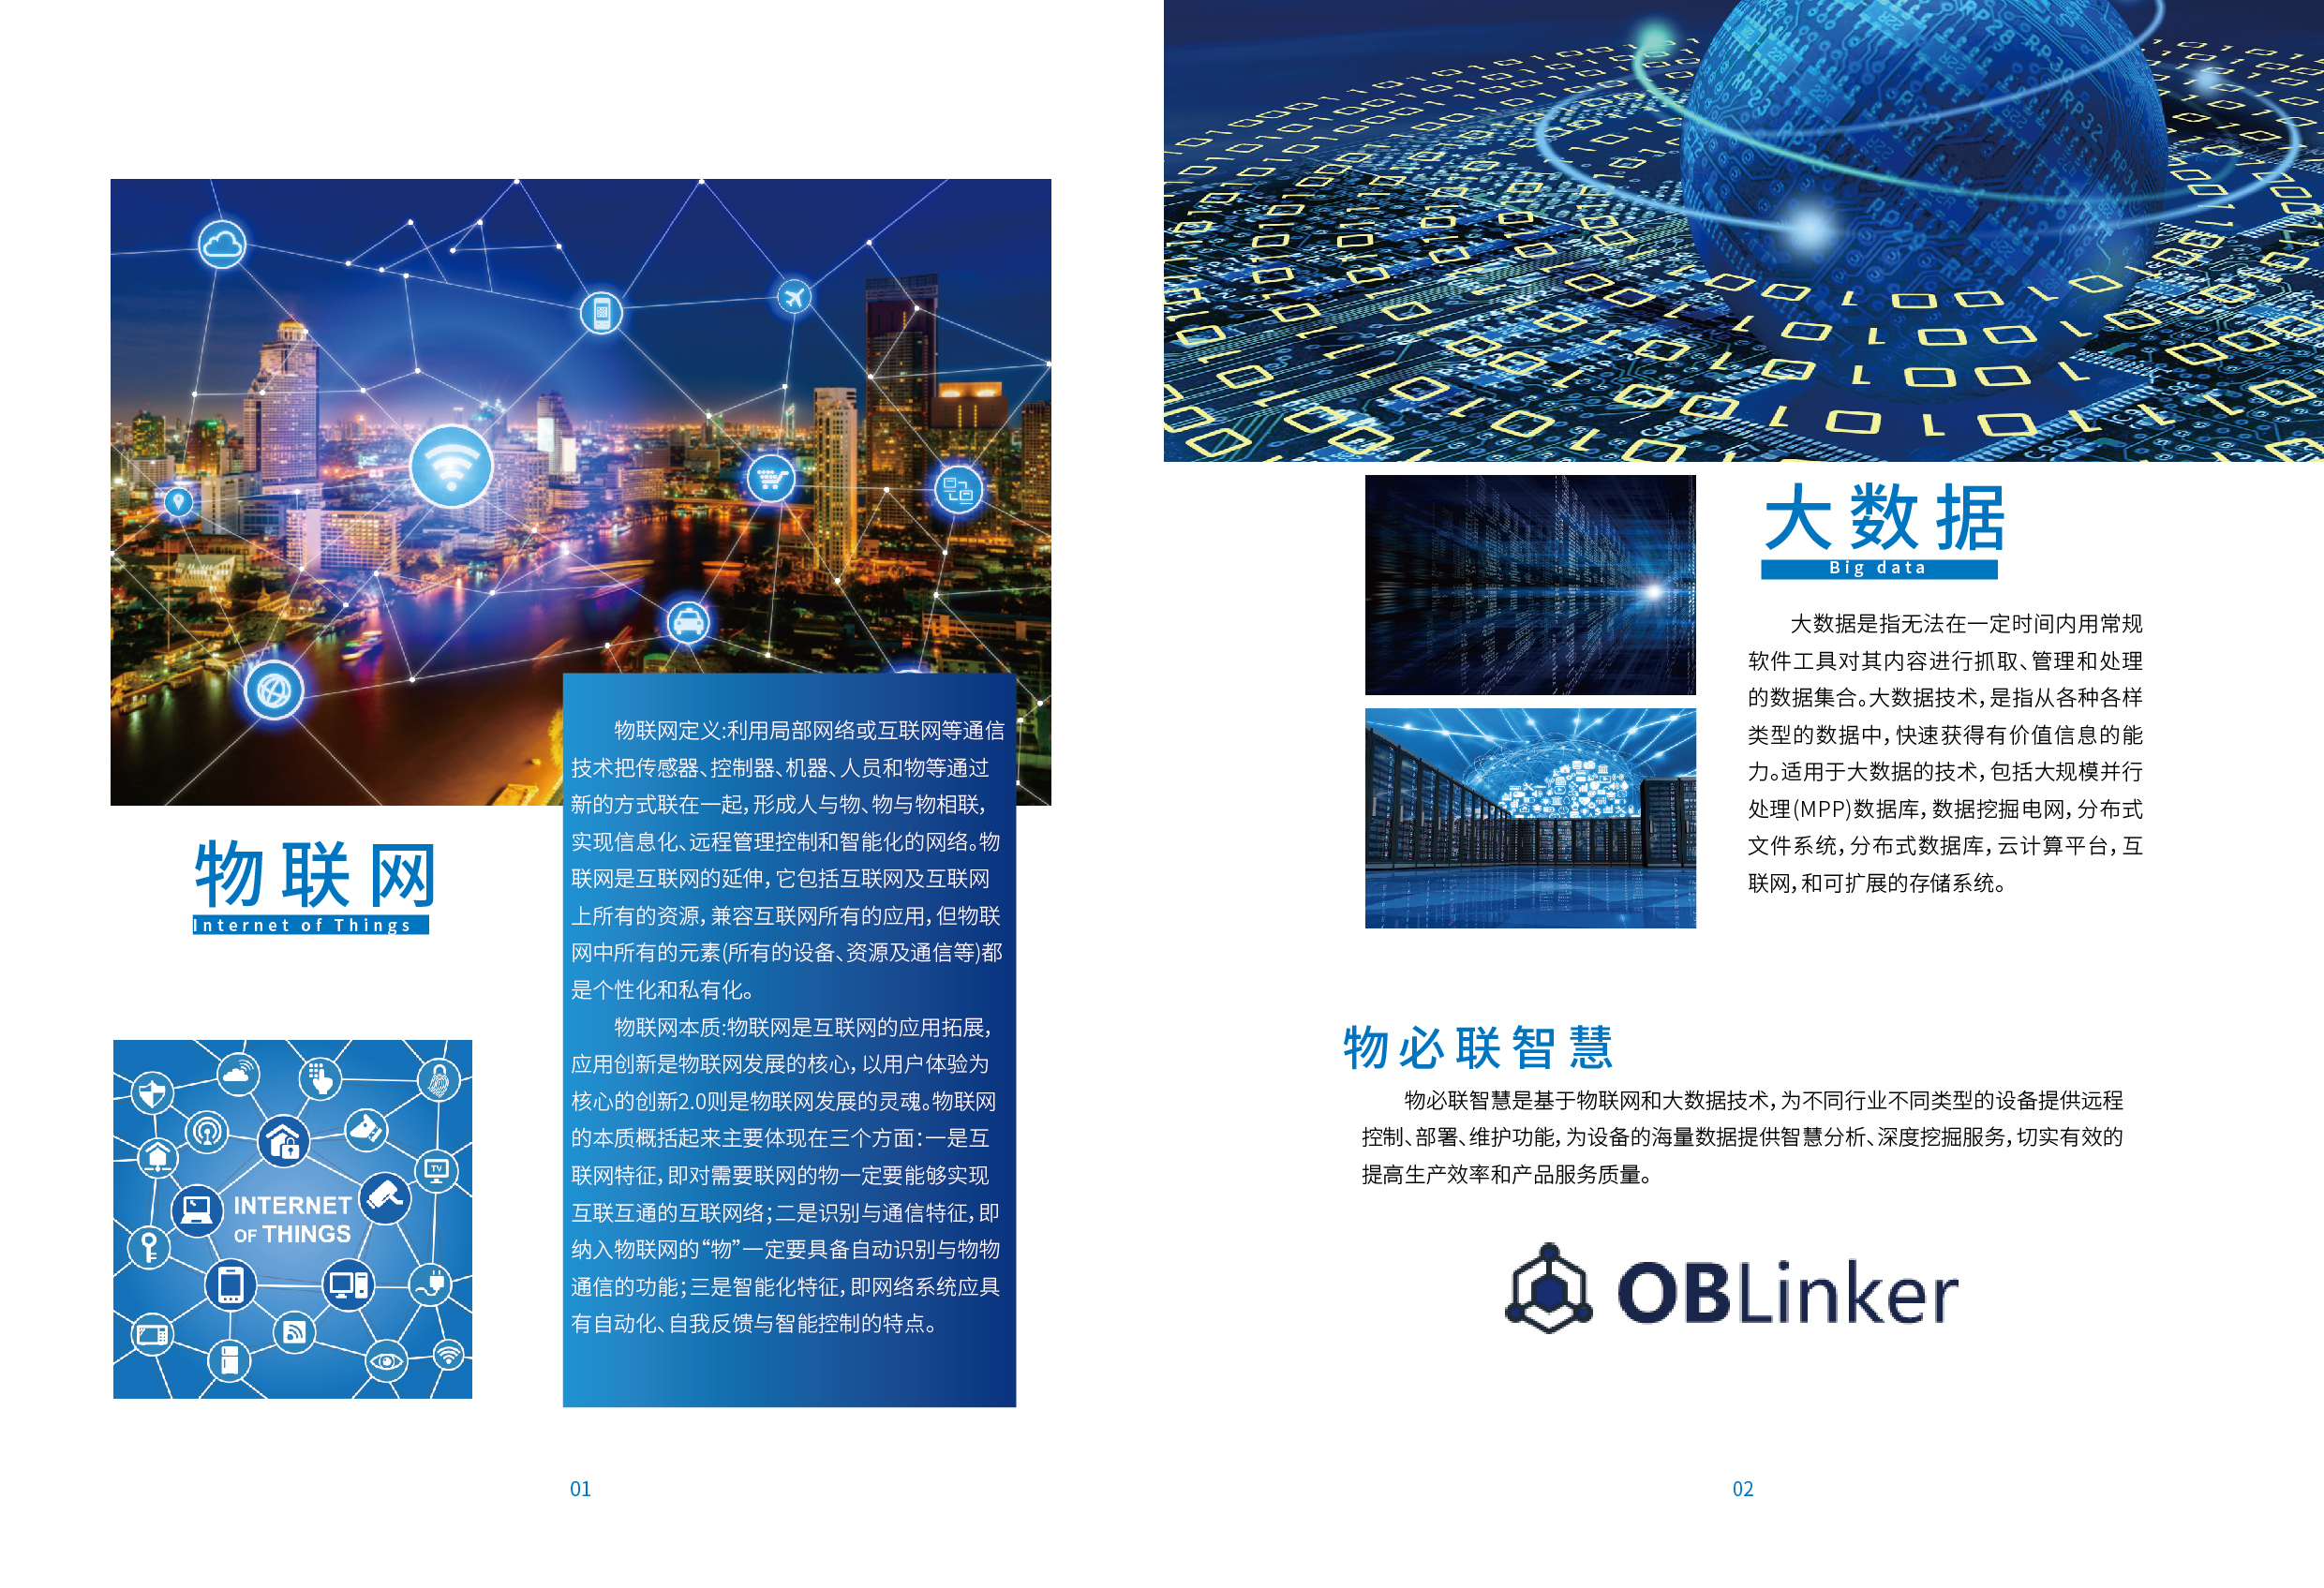 物联网
Internet of Things
物联网定义:利用局部网络或互联网等通信
技术把传感器、控制器、机器、人员和物等通过
新的方式联在一起，形成人与物、物与物相联，
实现信息化、远程管理控制和智能化的网络。物
联网是互联网的延伸，它包括互联网及互联网
上所有的资源，兼容互联网所有的应用，但物联
网中所有的元素(所有的设备、资源及通信等)都
是个性化和私有化。
物联网本质:物联网是互联网的应用拓展，
应用创新是物联网发展的核心，以用户体验为
核心的创新2.0则是物联网发展的灵魂。物联网
的本质概括起来主要体现在三个方面：一是互
联网特征，即对需要联网的物一定要能够实现
互联互通的互联网络；二是识别与通信特征，即
纳入物联网的“物”一定要具备自动识别与物物
通信的功能；三是智能化特征，即网络系统应具
有自动化、自我反馈与智能控制的特点。
TV
INTERNET
OF THINGS
01
大数据
Big data
大数据是指无法在一定时间内用常规
软件工具对其内容进行抓取、管理和处理
的数据集合。大数据技术，是指从各种各样
类型的数据中，快速获得有价值信息的能
力。适用于大数据的技术，包括大规模并行
处理(MPP)数据库，数据挖掘电网，分布式
文件系统，分布式数据库，云计算平台，互
联网，和可扩展的存储系统。
物必联智慧
物必联智慧是基于物联网和大数据技术，为不同行业不同类型的设备提供远程
控制、部署、维护功能，为设备的海量数据提供智慧分析、深度挖掘服务，切实有效的
提高生产效率和产品服务质量。
OBLinker
02